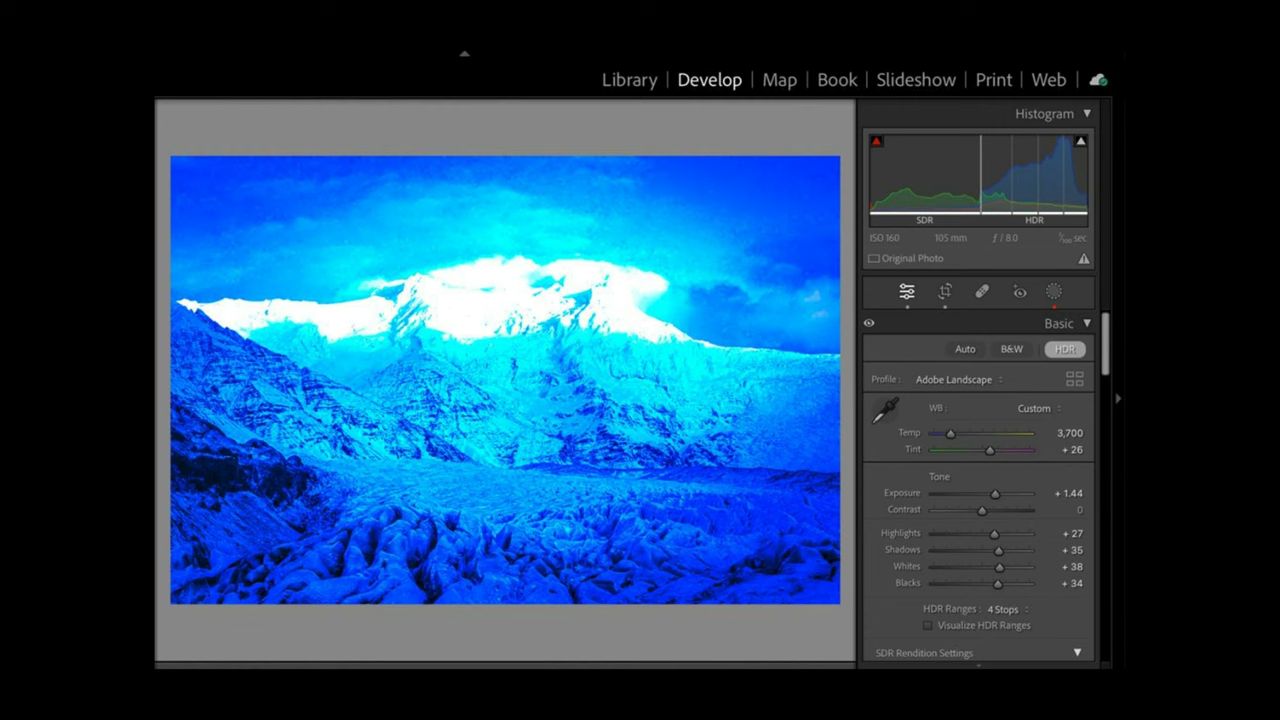 Library | Develop | Map | Book | Slideshow | Print | Web
Histogram
SDR HDR
ISO 160 105 mm ƒ / 8.0 sec
Original Photo
Basic
Auto B&W HDR
Profile : Adobe Landscape
WB : Custom
Temp 3,700
Tint + 26
Tone
Exposure + 1.44
Contrast 0
Highlights + 27
Shadows + 35
Whites + 38
Blacks + 34
HDR Ranges : 4 Stops
Visualize HDR Ranges
SDR Rendition Settings